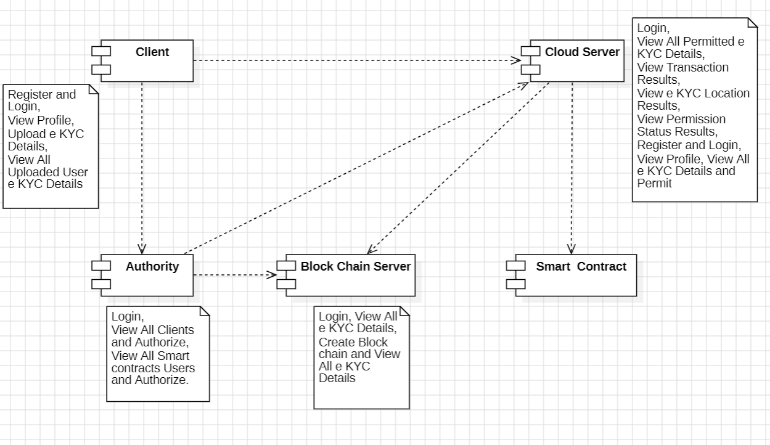 Client
Cloud Server
Login,
View All Permitted e
KYC Details,
View Transaction
Results,
View e KYC Location
Results,
View Permission
Status Results,
Register and Login,
View Profile, View All
e KYC Details and
Permit
Register and
Login,
View Profile,
Upload e KYC
Details,
View All
Uploaded User
e KYC Details
Authority
Block Chain Server
Smart Contract
Login,
View All Clients
and Authorize,
View All Smart
contracts Users
and Authorize.
Login, View All
e KYC Details,
Create Block
chain and View
All e KYC
Details